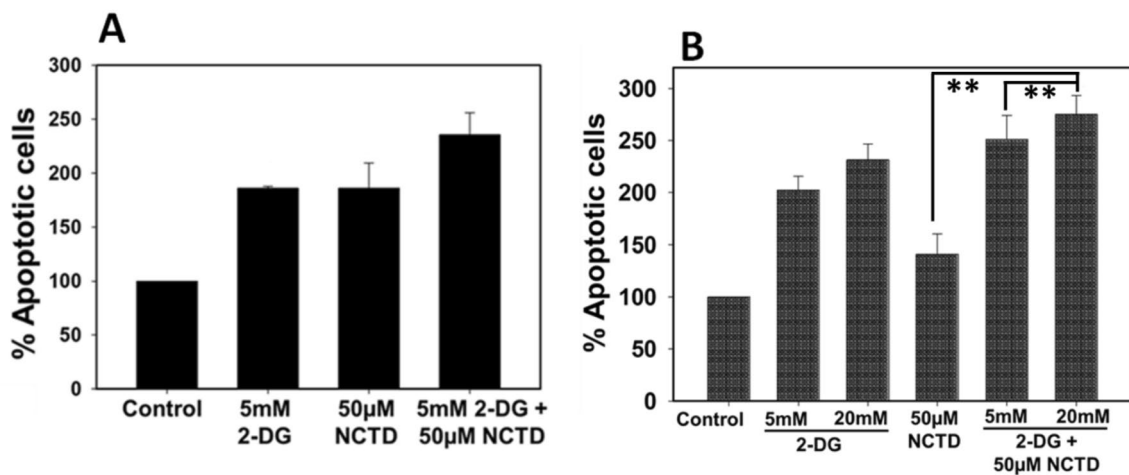 A
% Apoptotic cells
300
250
200
150
100
50
0
Control
5mM
2-DG
50µM
NCTD
5mM 2-DG +
50µM NCTD
B
% Apoptotic cells
300
250
200
150
100
50
0
** **
Control
5mM 20mM
2-DG
50µM
NCTD
5mM 20mM
2-DG +
50µM NCTD